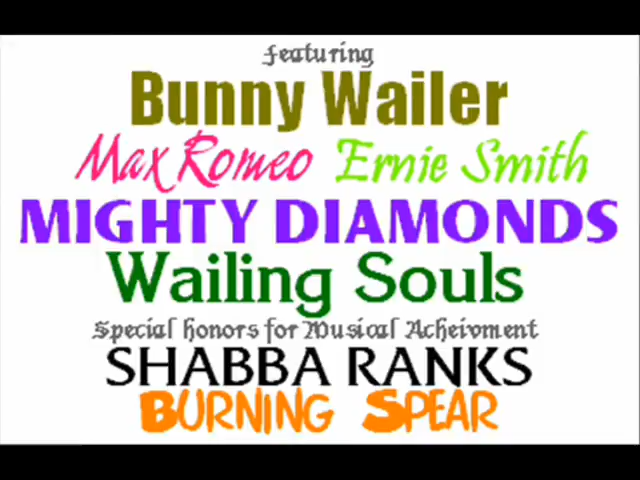 featuring
Bunny Wailer
Max Romeo Ernie Smith
MIGHTY DIAMONDS
Wailing Souls
Special honors for Musical Acheivment
SHABBA RANKS
BURNING SPEAR